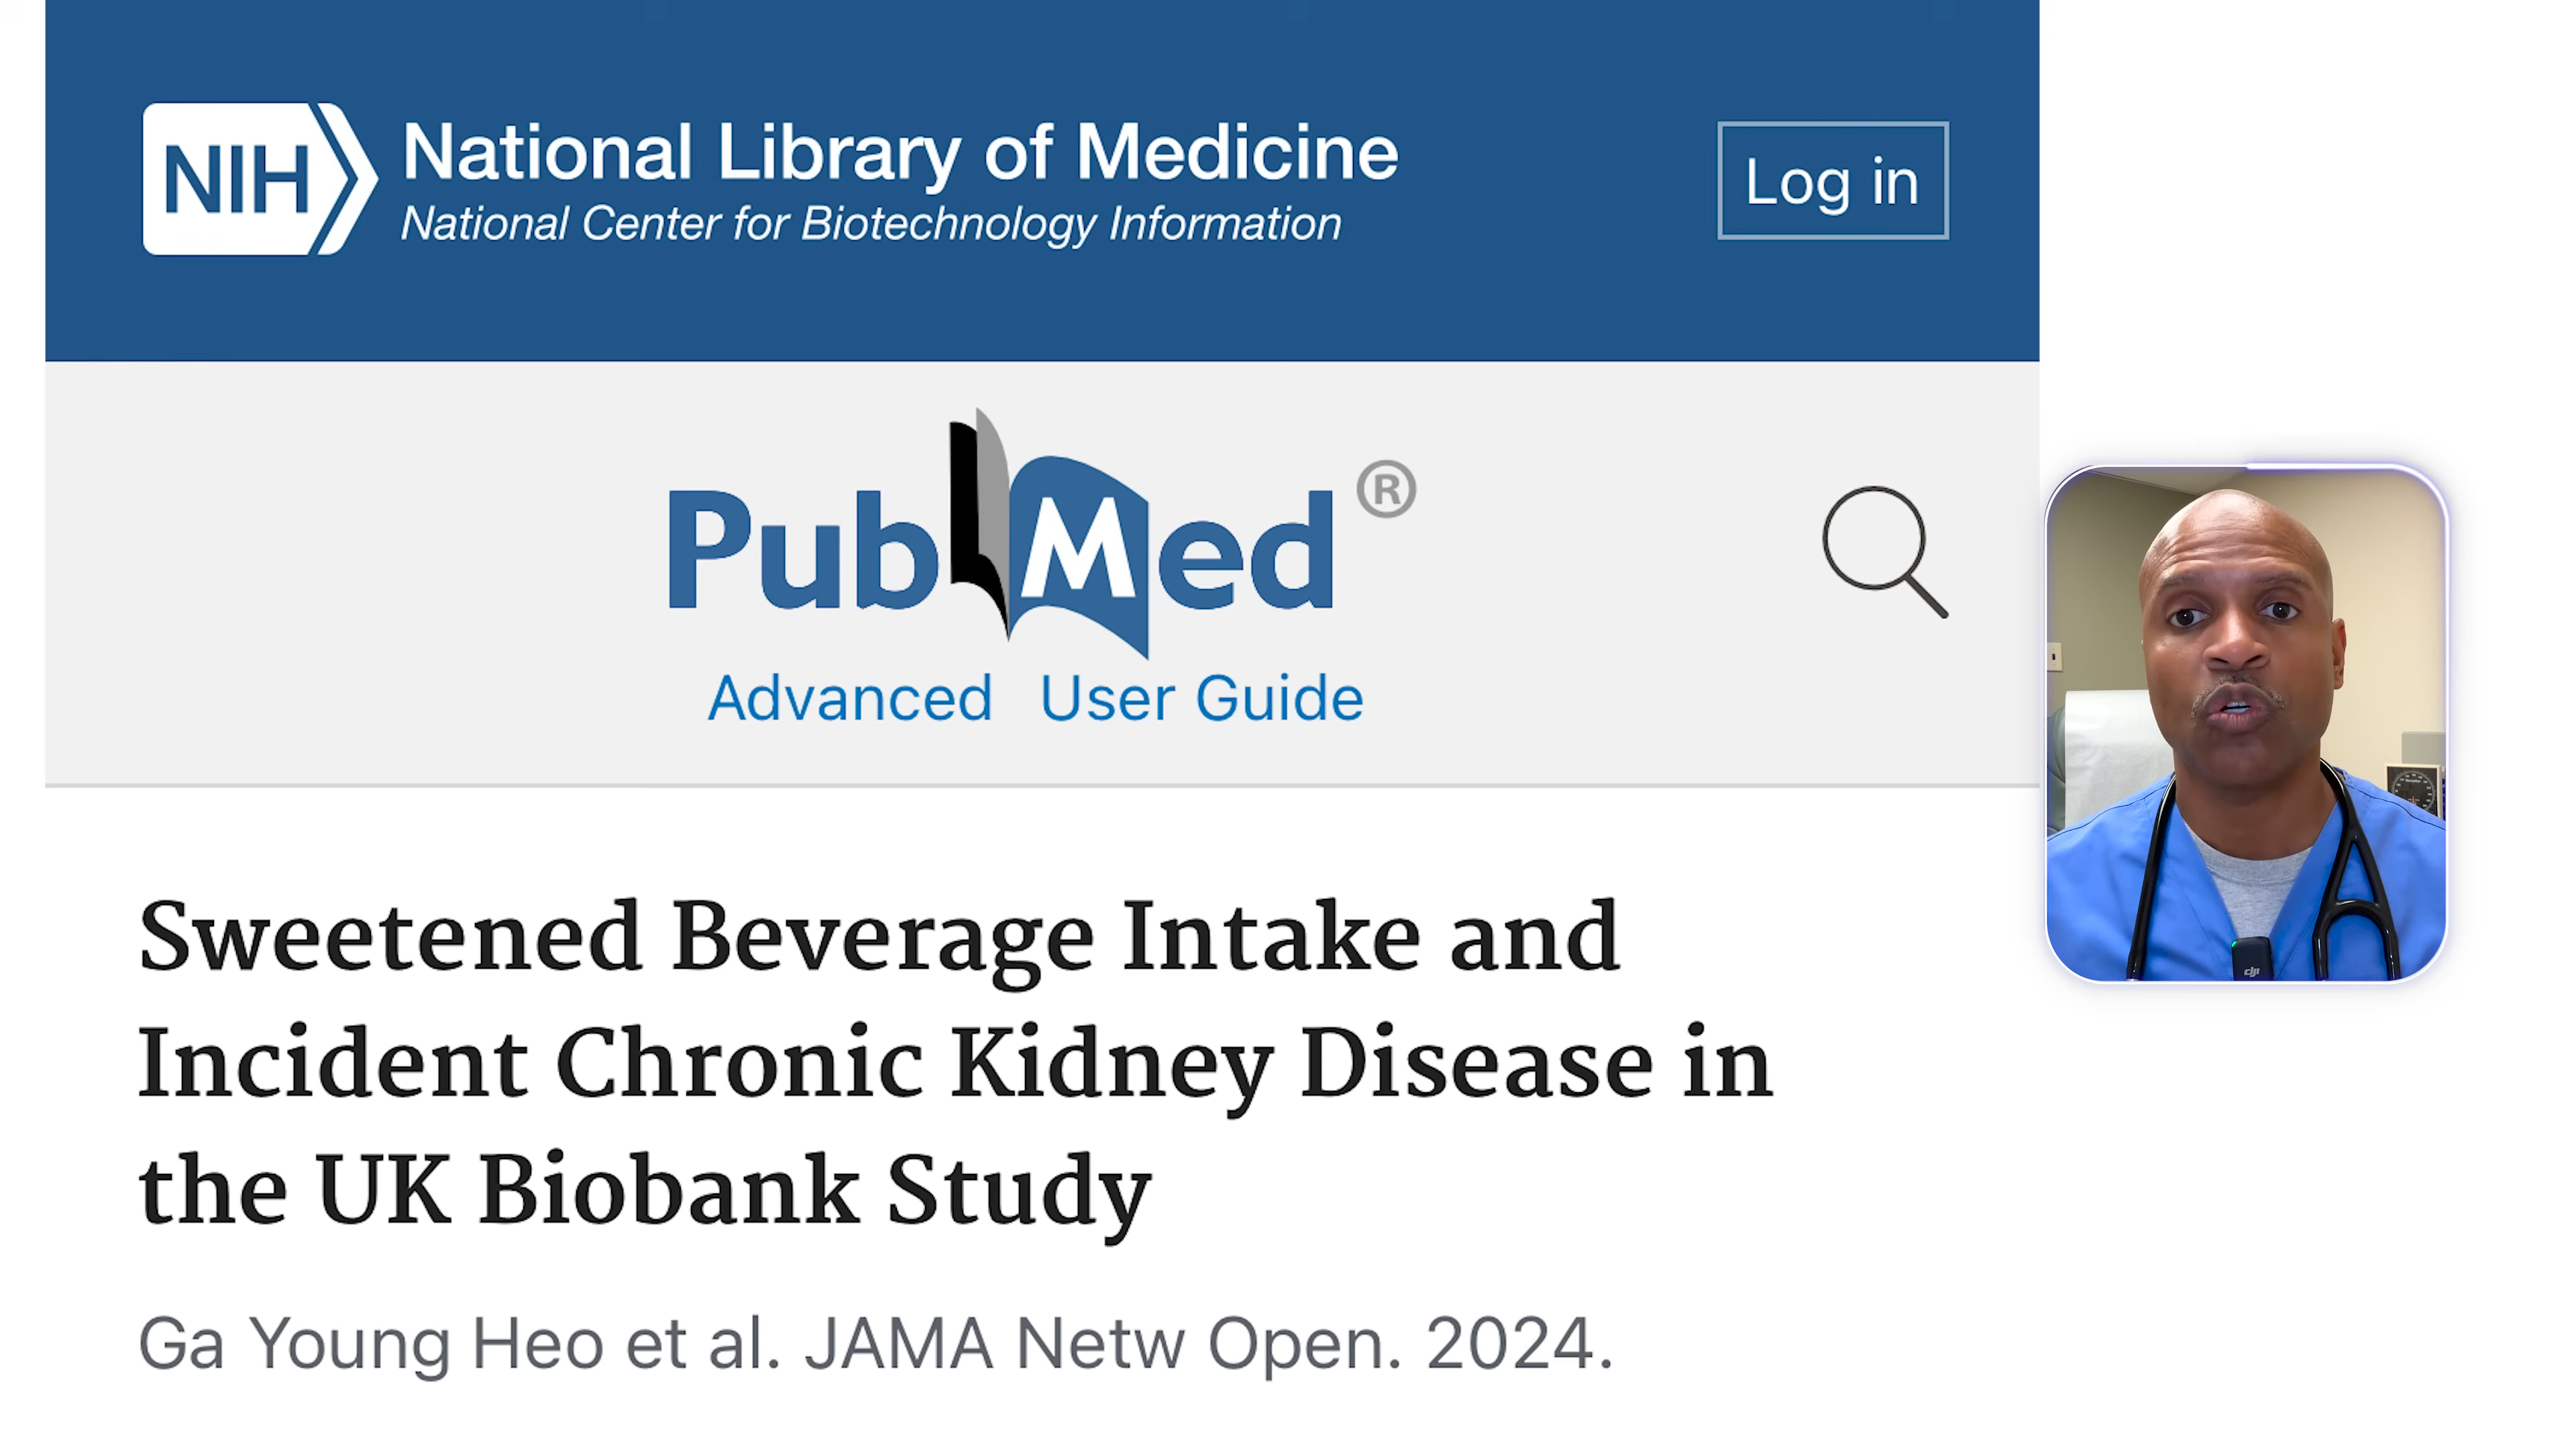 NIH
National Library of Medicine
National Center for Biotechnology Information
Log in
PubMed®
Advanced User Guide
Sweetened Beverage Intake and
Incident Chronic Kidney Disease in
the UK Biobank Study
Ga Young Heo et al. JAMA Netw Open. 2024.
dji